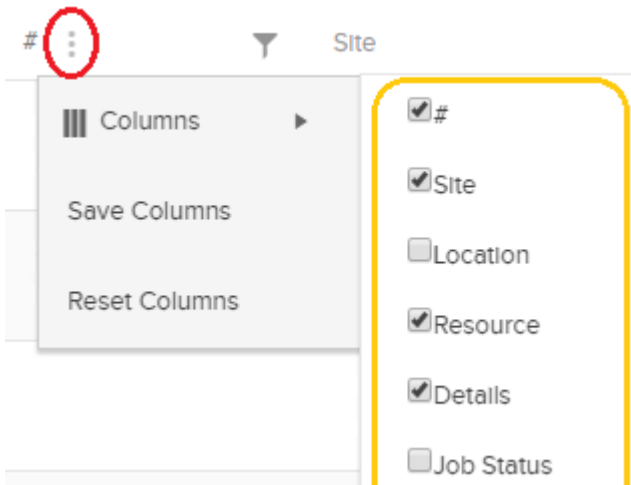 # Site
Columns
Save Columns
Reset Columns
#
Site
Location
Resource
Details
Job Status